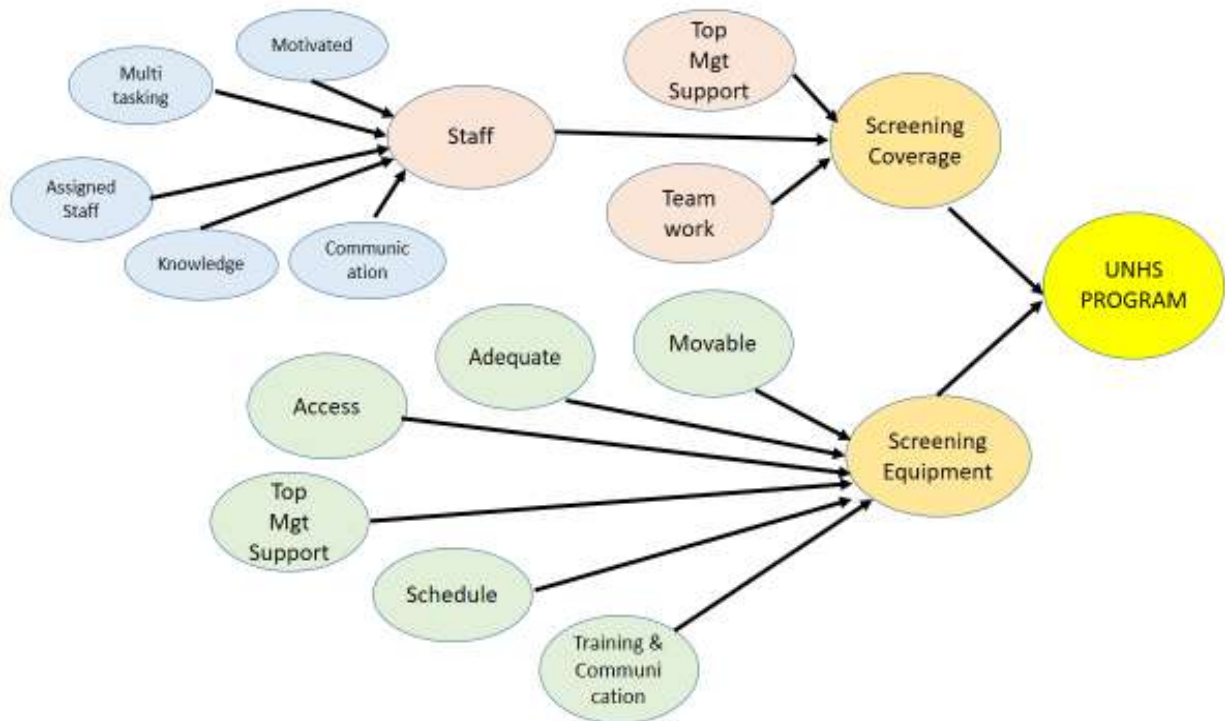 Motivated
Multi
tasking
Staff
Assigned
Staff
Knowledge
Communic
ation
Top
Mgt
Support
Team
work
Screening
Coverage
UNHS
PROGRAM
Movable
Adequate
Access
Top
Mgt
Support
Schedule
Training &
Communi
cation
Screening
Equipment